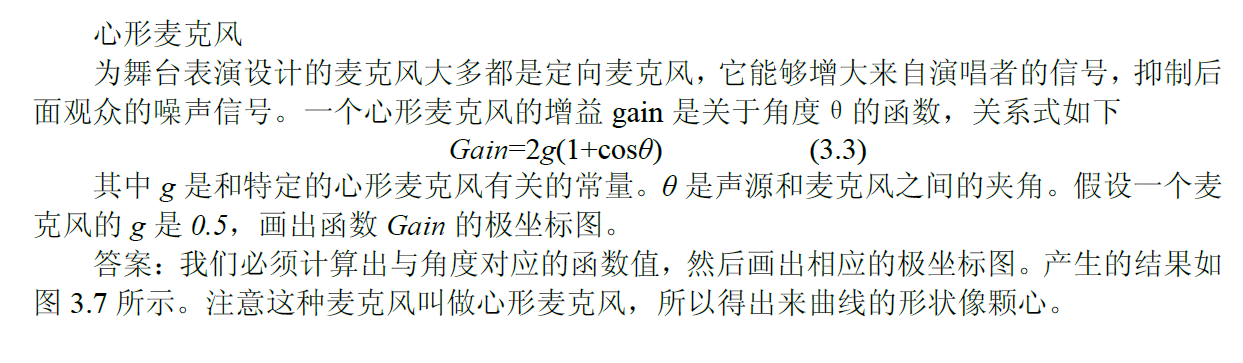 心形麦克风
为舞台表演设计的麦克风大多都是定向麦克风，它能够增大来自演唱者的信号，抑制后
面观众的噪声信号。一个心形麦克风的增益 gain 是关于角度 θ 的函数，关系式如下
Gain=2g(1+cosθ) (3.3)
其中 g 是和特定的心形麦克风有关的常量。θ 是声源和麦克风之间的夹角。假设一个麦
克风的 g 是 0.5，画出函数 Gain 的极坐标图。
答案：我们必须计算出与角度对应的函数值，然后画出相应的极坐标图。产生的结果如
图 3.7 所示。注意这种麦克风叫做心形麦克风，所以得出来曲线的形状像颗心。